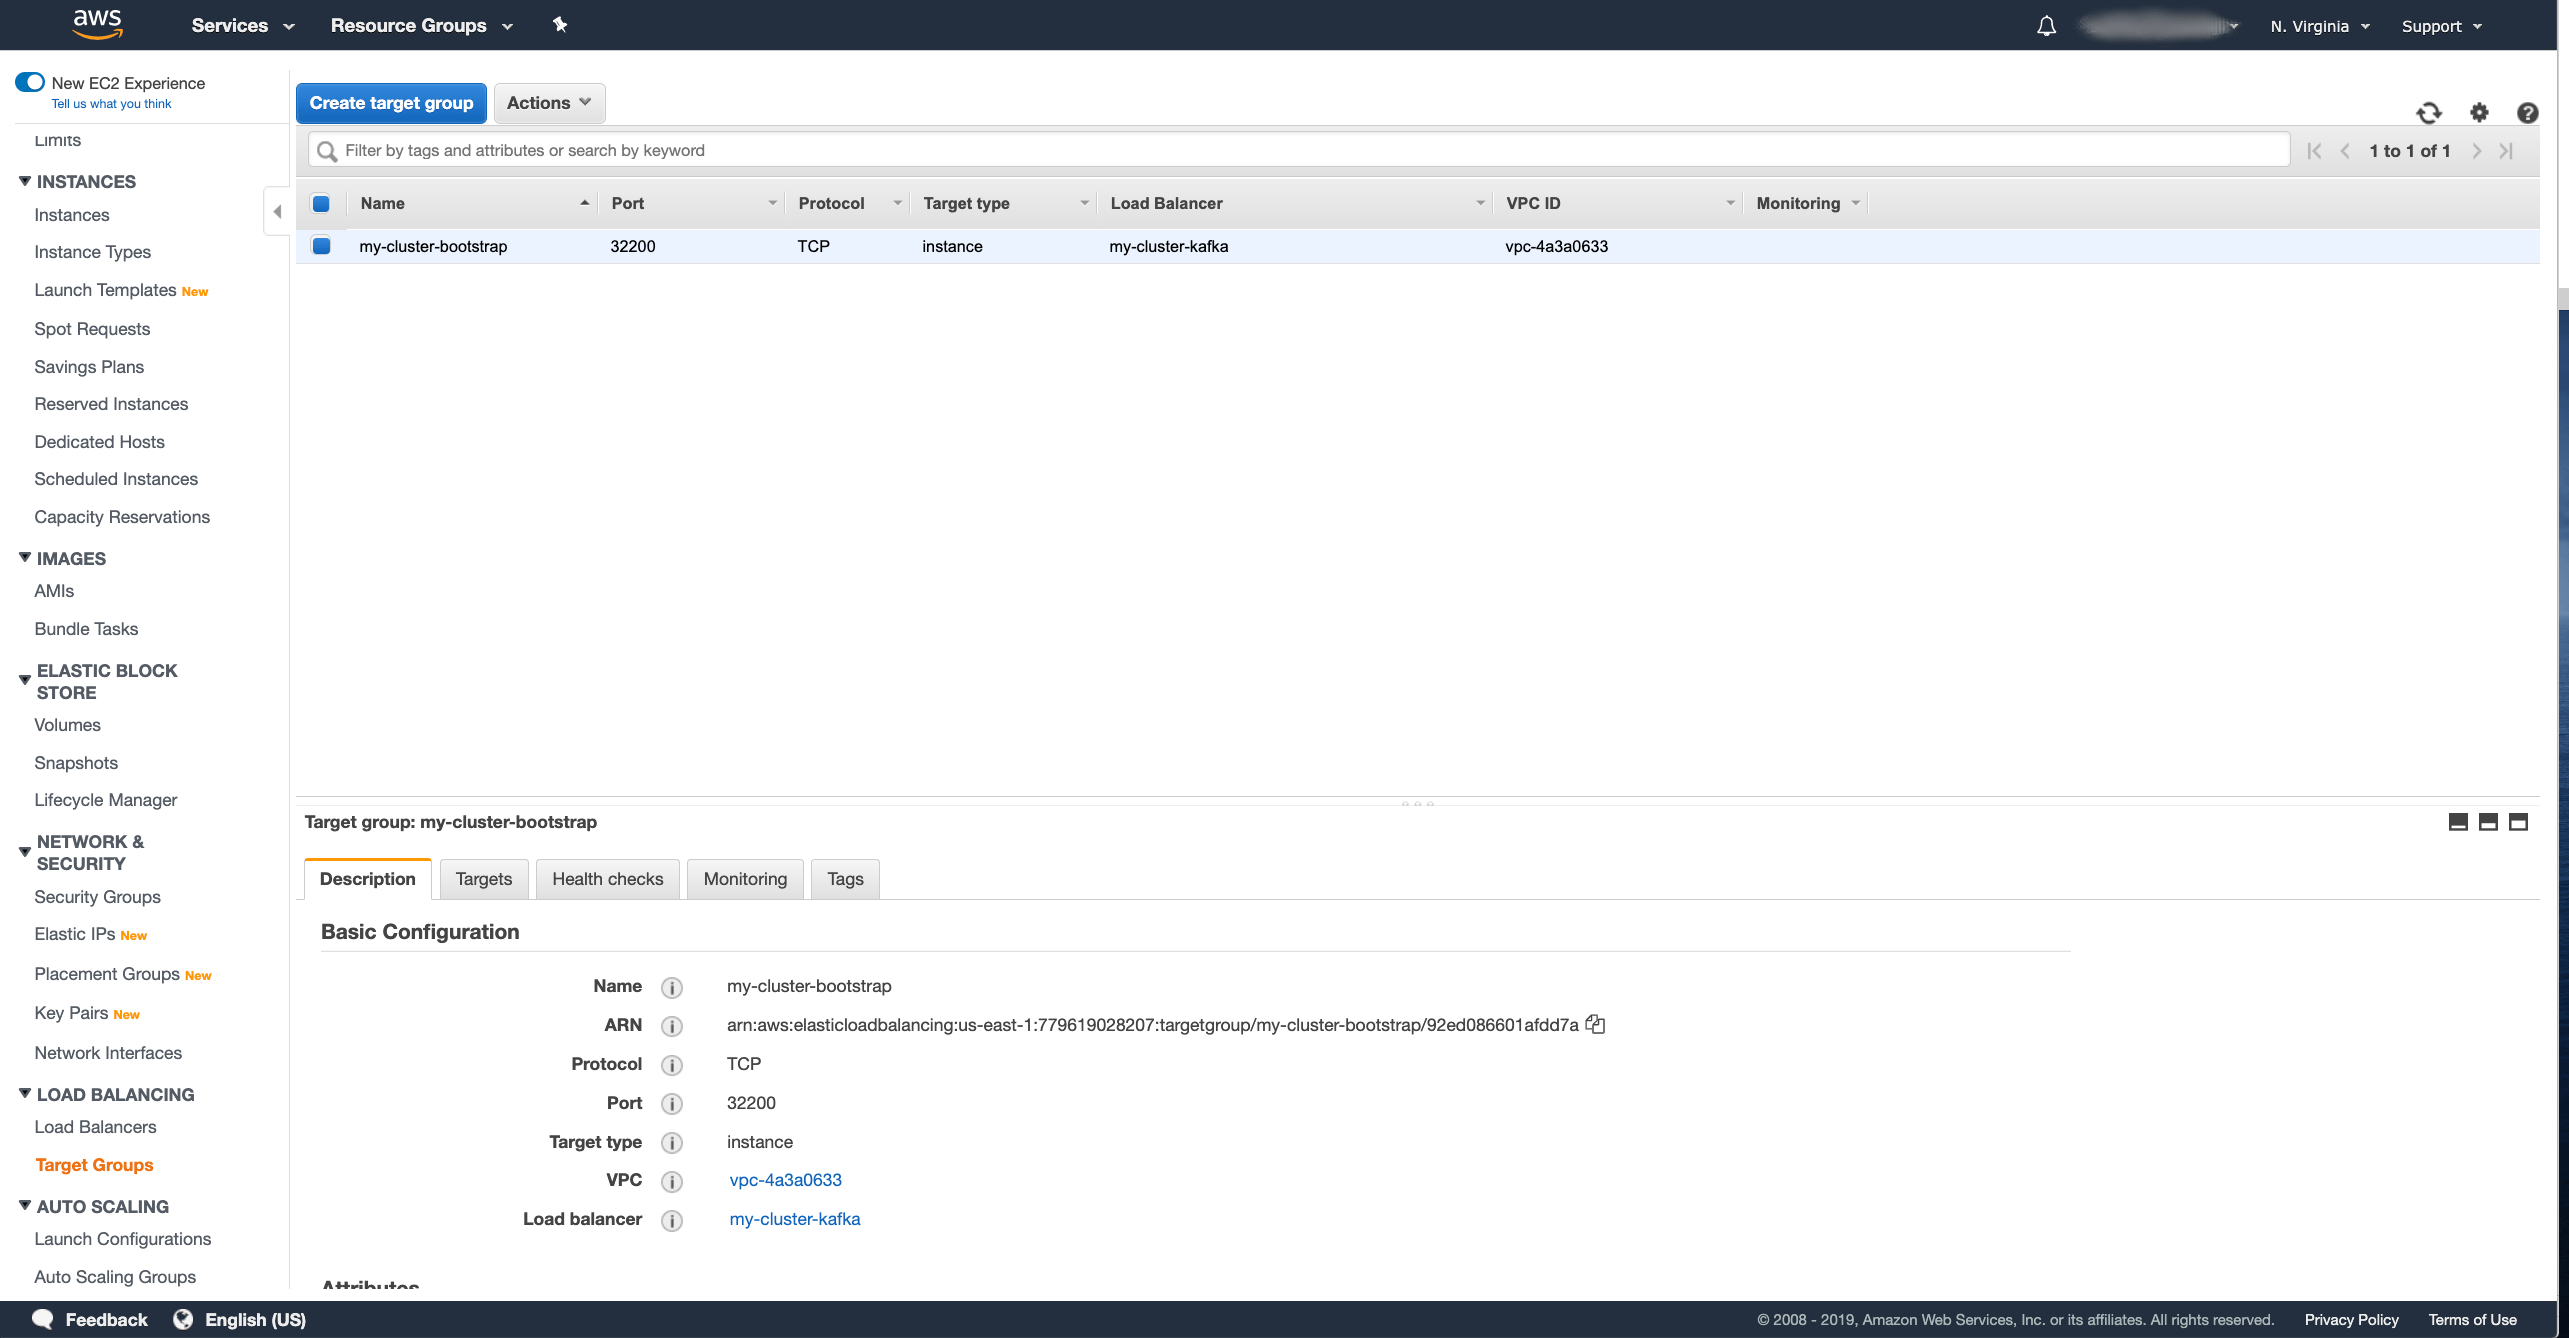 aws Services Resource Groups N. Virginia Support
New EC2 Experience
Tell us what you think
Limits
INSTANCES
Instances
Instance Types
Launch Templates New
Spot Requests
Savings Plans
Reserved Instances
Dedicated Hosts
Scheduled Instances
Capacity Reservations
IMAGES
AMIs
Bundle Tasks
ELASTIC BLOCK
STORE
Volumes
Snapshots
Lifecycle Manager
NETWORK &
SECURITY
Security Groups
Elastic IPs New
Placement Groups New
Key Pairs New
Network Interfaces
LOAD BALANCING
Load Balancers
Target Groups
AUTO SCALING
Launch Configurations
Auto Scaling Groups
Create target group Actions
Filter by tags and attributes or search by keyword 1 to 1 of 1
Name Port Protocol Target type Load Balancer VPC ID Monitoring
my-cluster-bootstrap 32200 TCP instance my-cluster-kafka vpc-4a3a0633
Target group: my-cluster-bootstrap
Description Targets Health checks Monitoring Tags
Basic Configuration
Name my-cluster-bootstrap
ARN arn:aws:elasticloadbalancing:us-east-1:779619028207:targetgroup/my-cluster-bootstrap/92ed086601afdd7a
Protocol TCP
Port 32200
Target type instance
VPC vpc-4a3a0633
Load balancer my-cluster-kafka
Attributes
Feedback English (US) © 2008 - 2019, Amazon Web Services, Inc. or its affiliates. All rights reserved. Privacy Policy Terms of Use